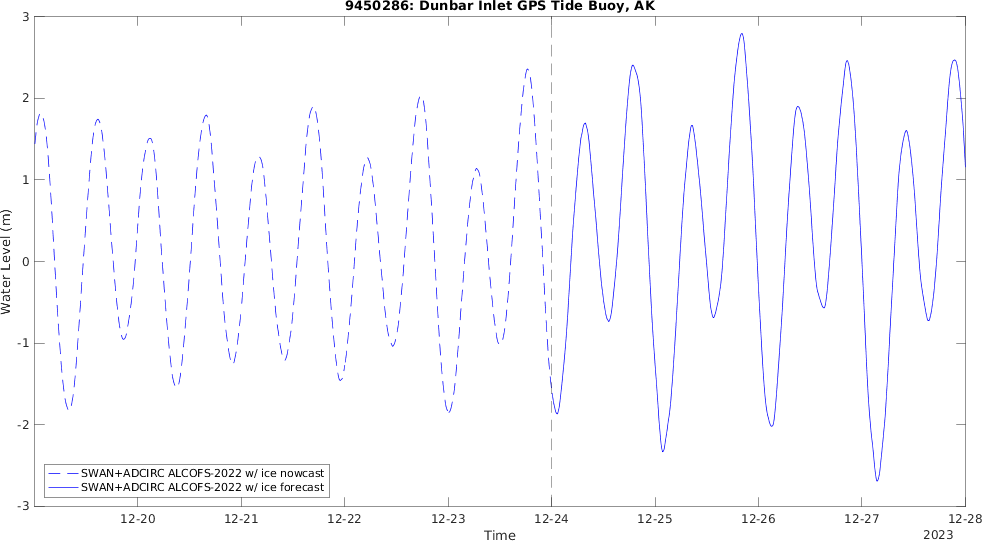 9450286: Dunbar Inlet GPS Tide Buoy, AK
3
2
1
0
-1
-2
-3
Water Level (m)
SWAN+ADCIRC ALCOFS-2022 w/ ice nowcast
SWAN+ADCIRC ALCOFS-2022 w/ ice forecast
12-20 12-21 12-22 12-23 12-24 12-25 12-26 12-27 12-28
Time
2023